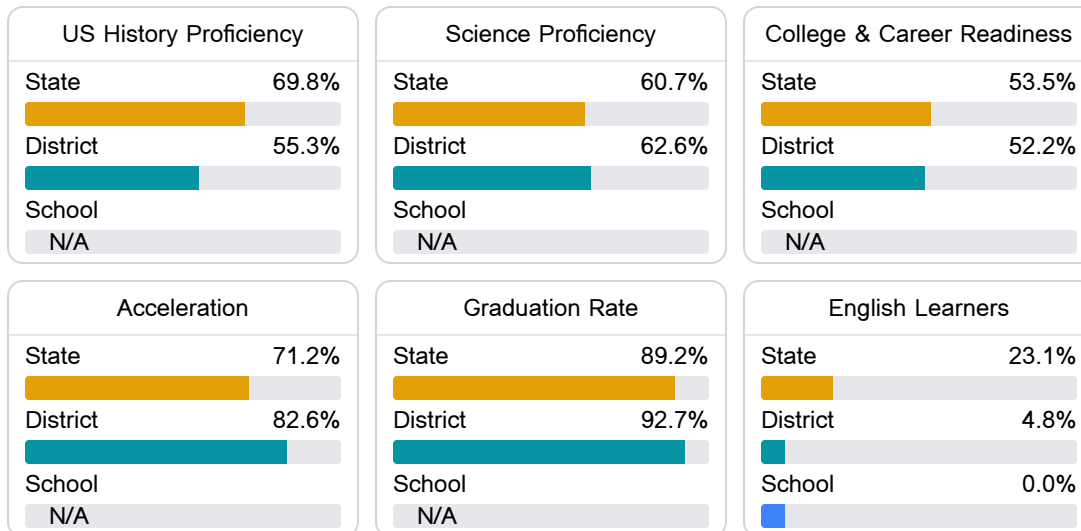 US History Proficiency
State 69.8%
District 55.3%
School
N/A
Science Proficiency
State 60.7%
District 62.6%
School
N/A
College & Career Readiness
State 53.5%
District 52.2%
School
N/A
Acceleration
State 71.2%
District 82.6%
School
N/A
Graduation Rate
State 89.2%
District 92.7%
School
N/A
English Learners
State 23.1%
District 4.8%
School 0.0%